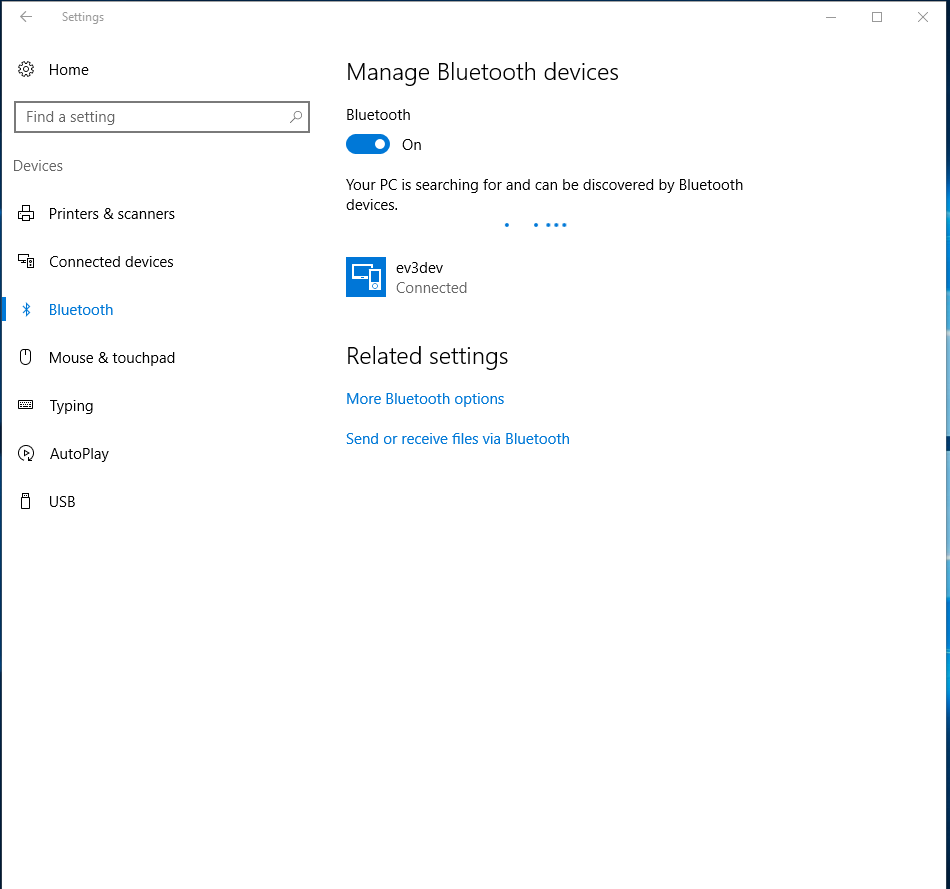 Settings
Home
Find a setting
Devices
Printers & scanners
Connected devices
Bluetooth
Mouse & touchpad
Typing
AutoPlay
USB
Manage Bluetooth devices
Bluetooth
On
Your PC is searching for and can be discovered by Bluetooth
devices.
ev3dev
Connected
Related settings
More Bluetooth options
Send or receive files via Bluetooth